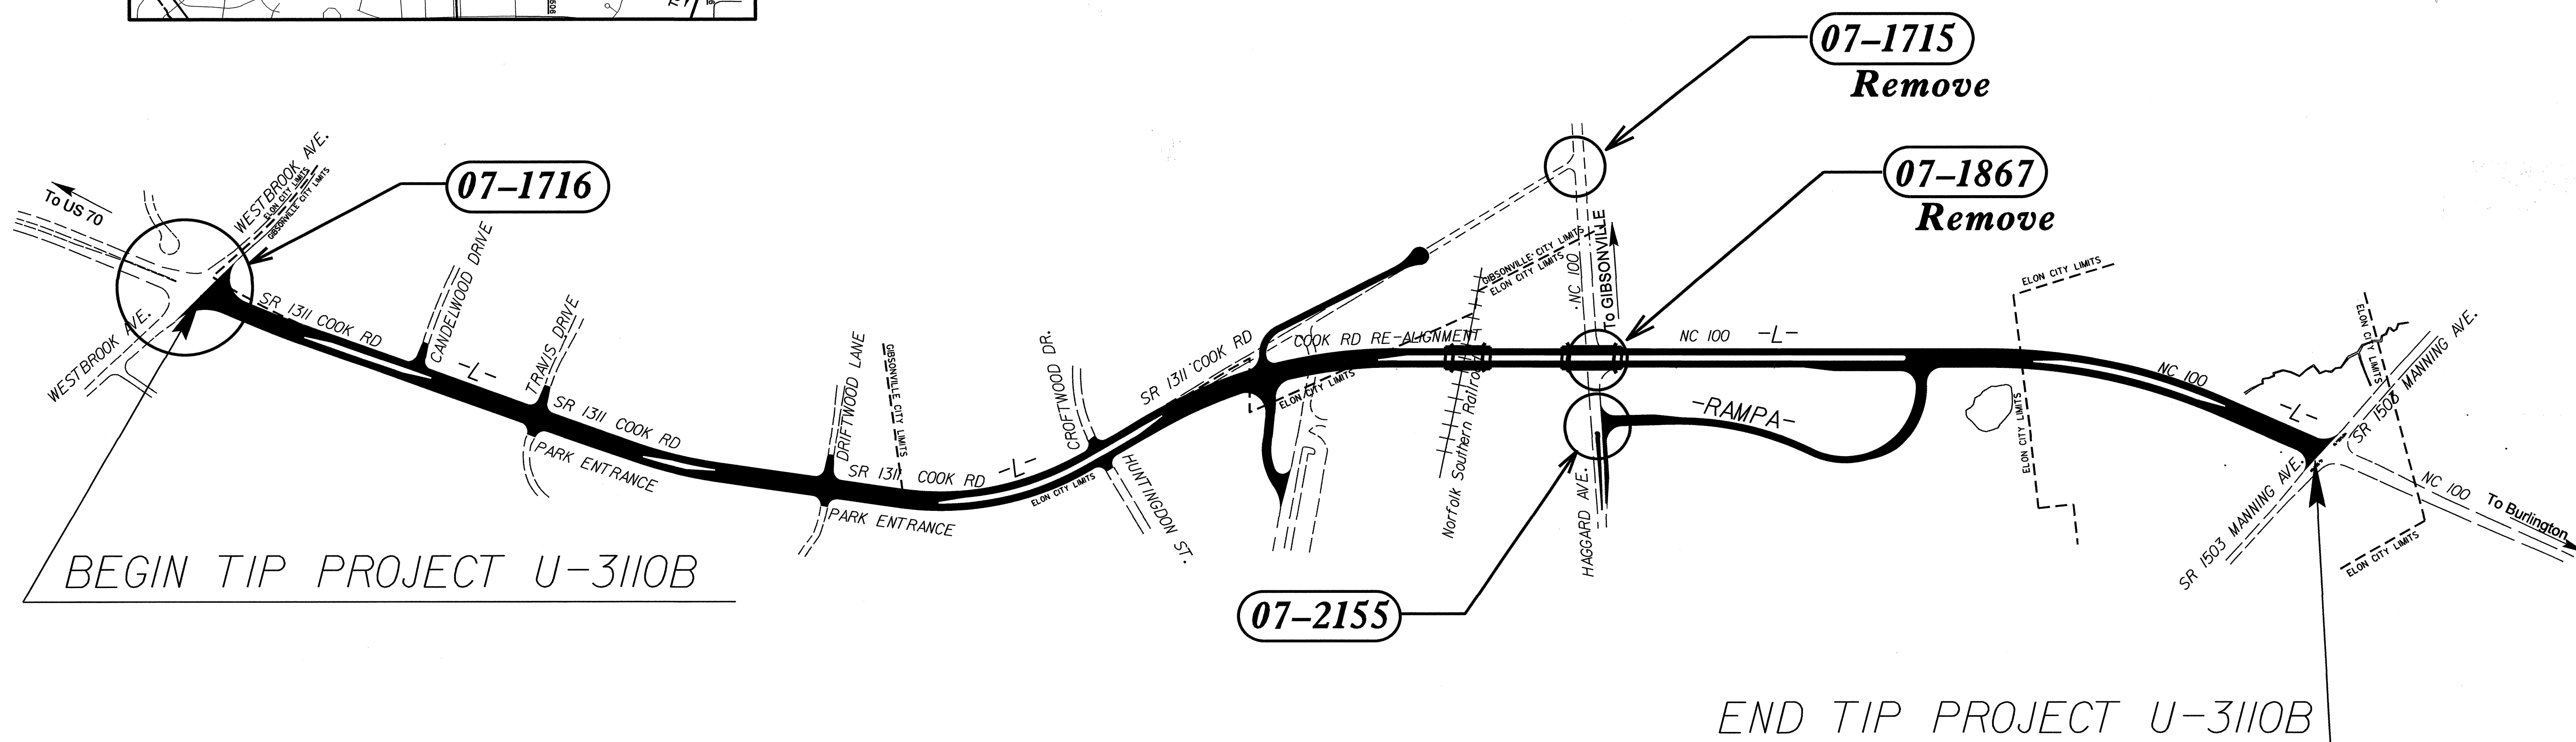 506
07-1715
Remove
07-1867
Remove
07-1716
To US 70
WESTBROOK AVE.
ELON CITY LIMITS
GIBSONVILLE CITY LIMITS
WESTBROOK AVE.
SR 1311 COOK RD
CANDELWOOD DRIVE
-L-
TRAVIS DRIVE
SR 1311 COOK RD
PARK ENTRANCE
DRIFTWOOD LANE
GIBSONVILLE CITY LIMITS
SR 1311 COOK RD
PARK ENTRANCE
-L-
ELON CITY LIMITS
CROFTWOOD DR.
HUNTINGDON ST.
SR 1311 COOK RD
COOK RD RE-ALIGNMENT
ELON CITY LIMITS
GIBSONVILLE CITY LIMITS
ELON CITY LIMITS
Norfolk Southern Railroad
NC 100
To GIBSONVILLE
NC 100 -L-
-RAMPA-
HAGGARD AVE.
07-2155
ELON CITY LIMITS
ELON CITY LIMITS
NC 100
-L-
ELON CITY LIMITS
SR 1503 MANNING AVE.
SR 1503 MANNING AVE.
NC 100
To Burlington
ELON CITY LIMITS
BEGIN TIP PROJECT U-3110B
END TIP PROJECT U-3110B